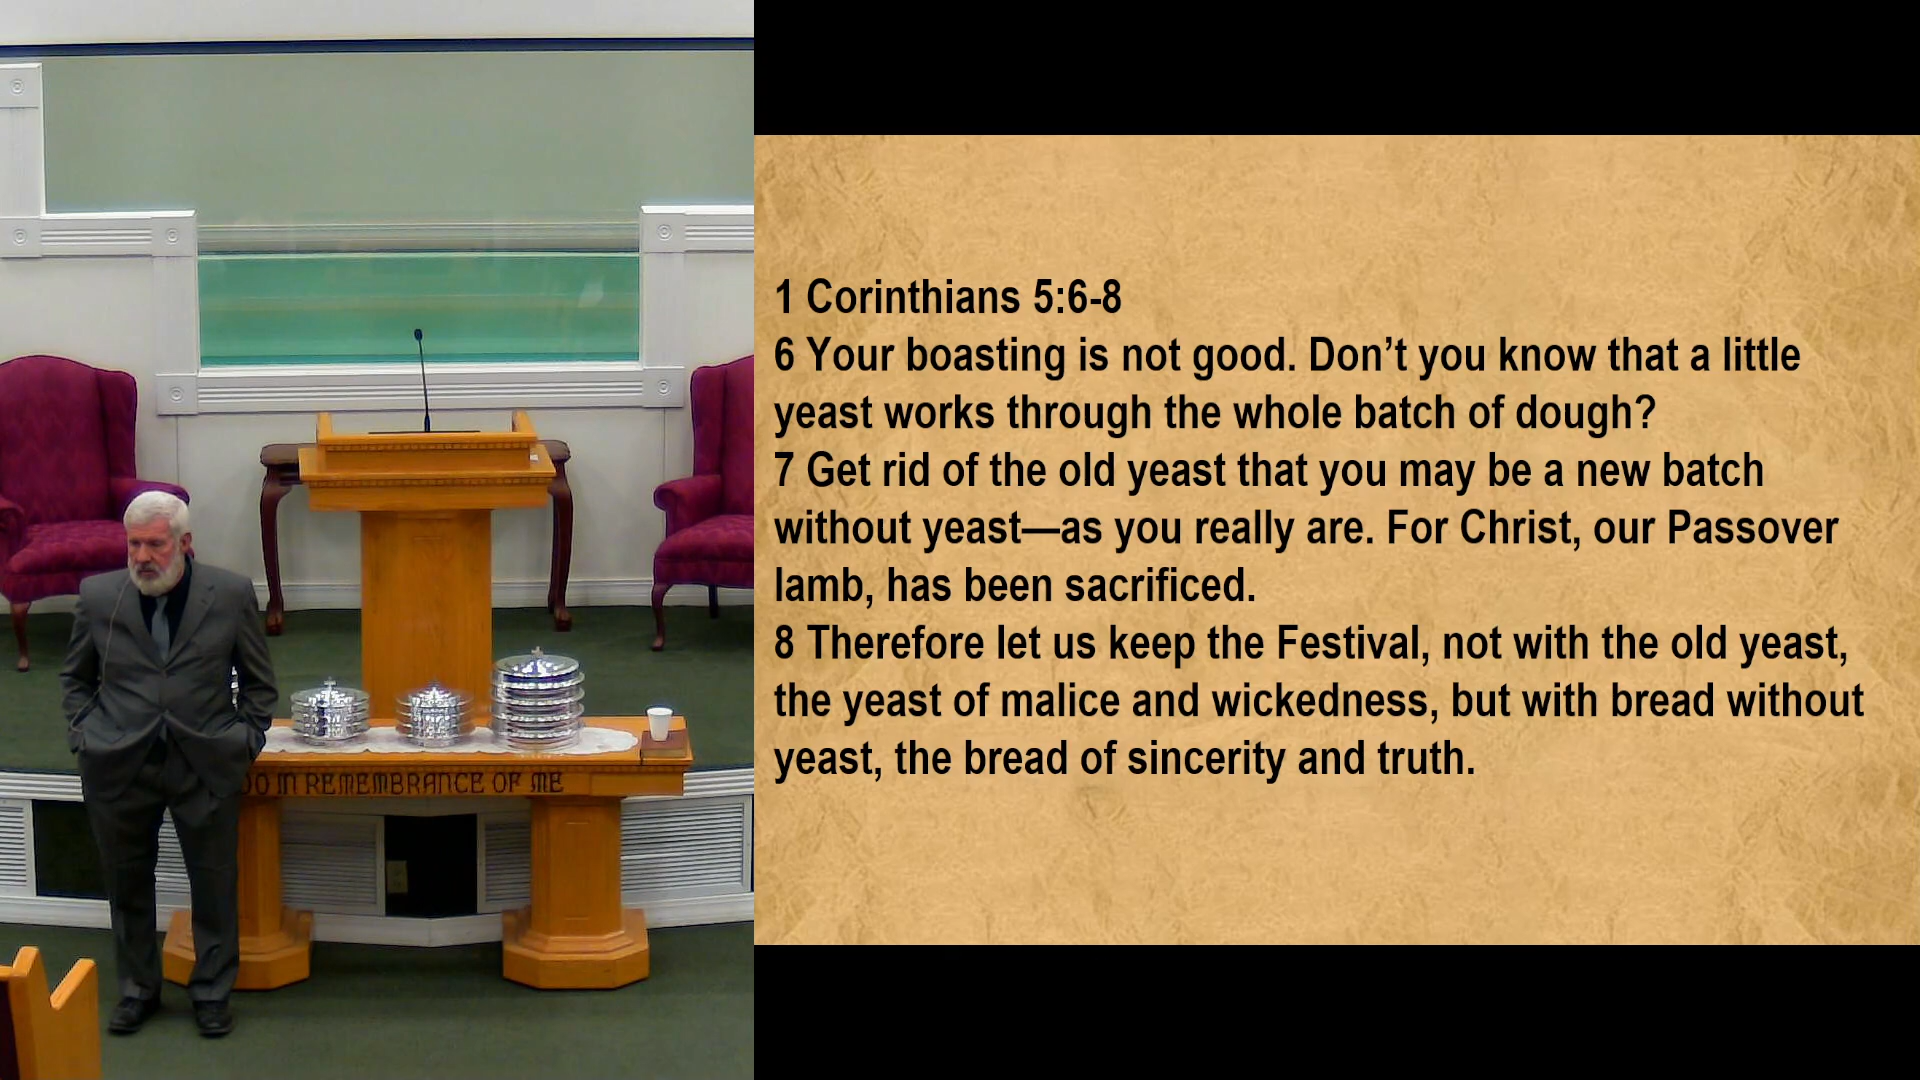 1 Corinthians 5:6-8
6 Your boasting is not good. Don’t you know that a little
yeast works through the whole batch of dough?
7 Get rid of the old yeast that you may be a new batch
without yeast—as you really are. For Christ, our Passover
lamb, has been sacrificed.
8 Therefore let us keep the Festival, not with the old yeast,
the yeast of malice and wickedness, but with bread without
yeast, the bread of sincerity and truth.
DO IN REMEMBRANCE OF ME